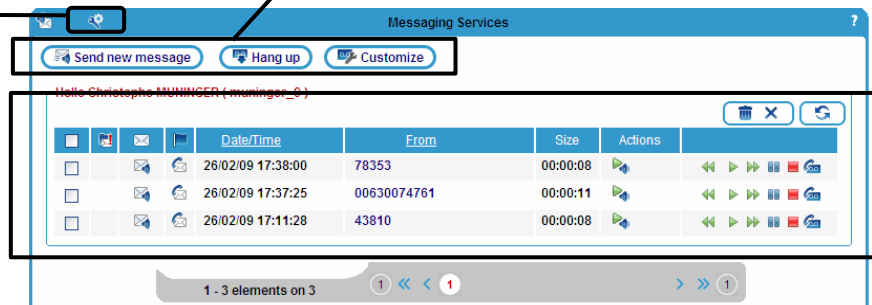 Messaging Services ?
Send new message Hang up Customize
Hello Christophe MUNINGER ( muninger_0 )
Date/Time From Size Actions
26/02/09 17:38:00 78353 00:00:08
26/02/09 17:37:25 00630074761 00:00:11
26/02/09 17:11:28 43810 00:00:08
1 - 3 elements on 3 1 « < 1 > » 1